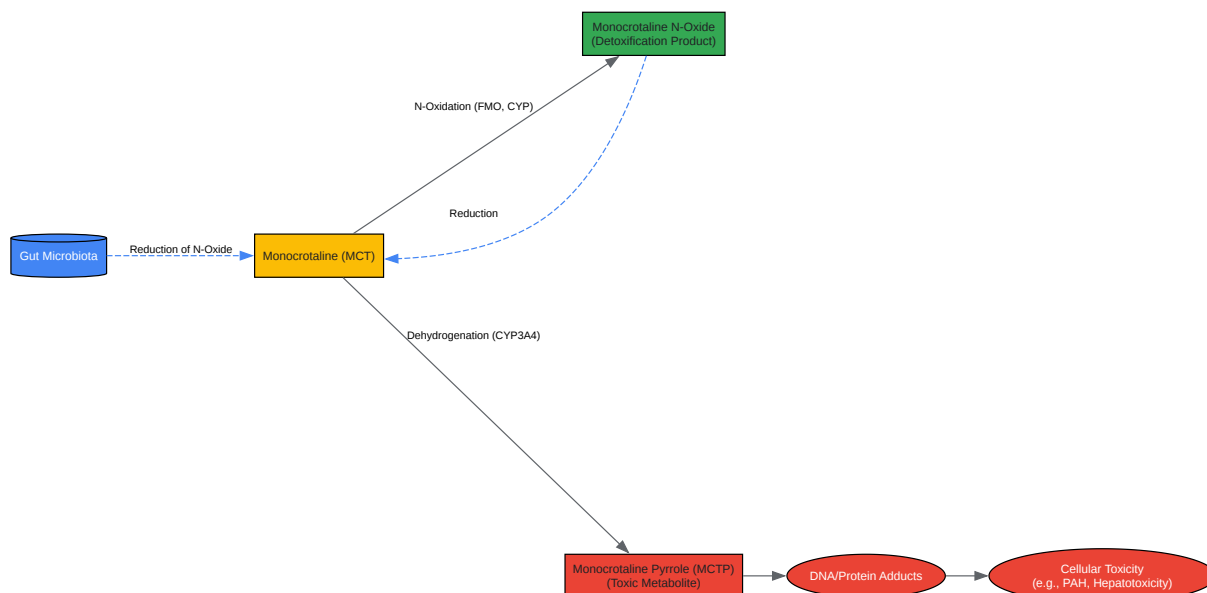 Monocrotaline N-Oxide
(Detoxification Product)
N-Oxidation (FMO, CYP)
Reduction
Gut Microbiota
Reduction of N-Oxide
Monocrotaline (MCT)
Dehydrogenation (CYP3A4)
Monocrotaline Pyrrole (MCTP)
(Toxic Metabolite)
DNA/Protein Adducts
Cellular Toxicity
(e.g., PAH, Hepatotoxicity)